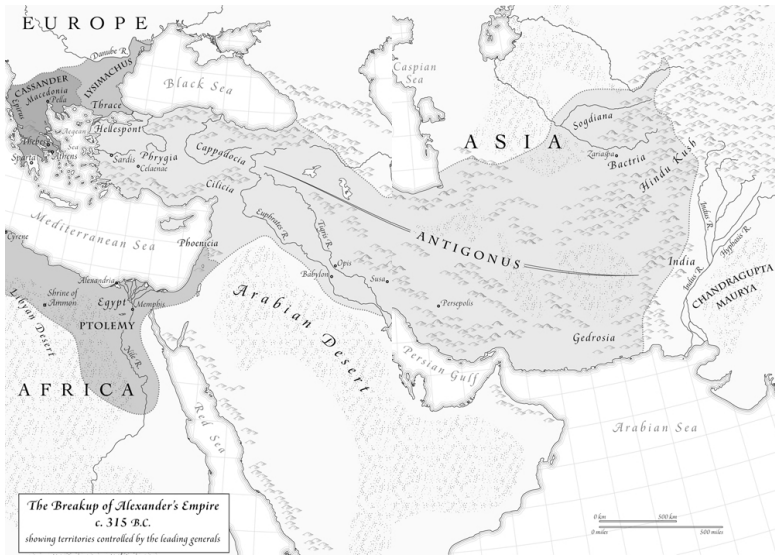 EUROPE
Danube R.
CASSANDER
LYSIMACHUS
Macedonia
Pella
Epirus
Thrace
Black Sea
Caspian
Sea
Hellespont
Aegean
Sea
Thebes
Athens
Sparta
Sardis
Phrygia
Celaenae
Cappadocia
Cilicia
ASIA
Sogdiana
Zariaspa
Bactria
Hindu Kush
Mediterranean Sea
Cyrene
Phoenicia
Euphrates R.
Tigris R.
Opis
Babylon
Susa
ANTIGONUS
Persepolis
India
Indus R.
Indus R.
Hyphasis R.
CHANDRAGUPTA
MAURYA
Gedrosia
Alexandria
Shrine of
Ammon
Egypt
Memphis
PTOLEMY
Libyan Desert
Nile R.
Arabian Desert
Persian Gulf
AFRICA
Red Sea
Arabian Sea
The Breakup of Alexander's Empire
c. 315 B.C.
showing territories controlled by the leading generals
0 km 500 km
0 miles 500 miles